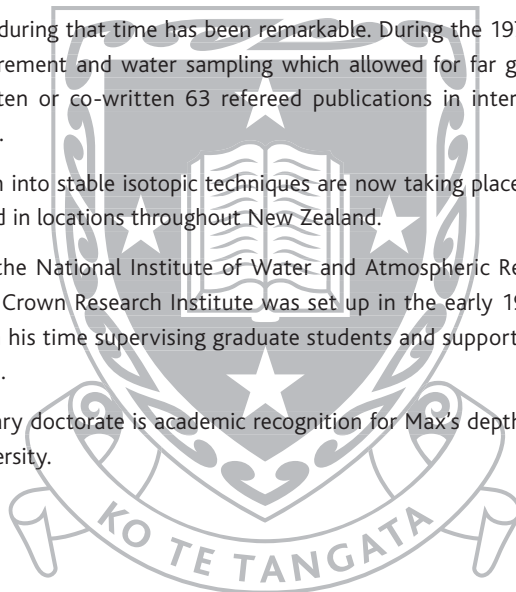 during that time has been remarkable. During the 197
rement and water sampling which allowed for far g
ten or co-written 63 refereed publications in inter
.
n into stable isotopic techniques are now taking place
d in locations throughout New Zealand.
the National Institute of Water and Atmospheric Re
Crown Research Institute was set up in the early 19
his time supervising graduate students and support
.
ary doctorate is academic recognition for Max’s depth
ersity.
KO TE TANGATA